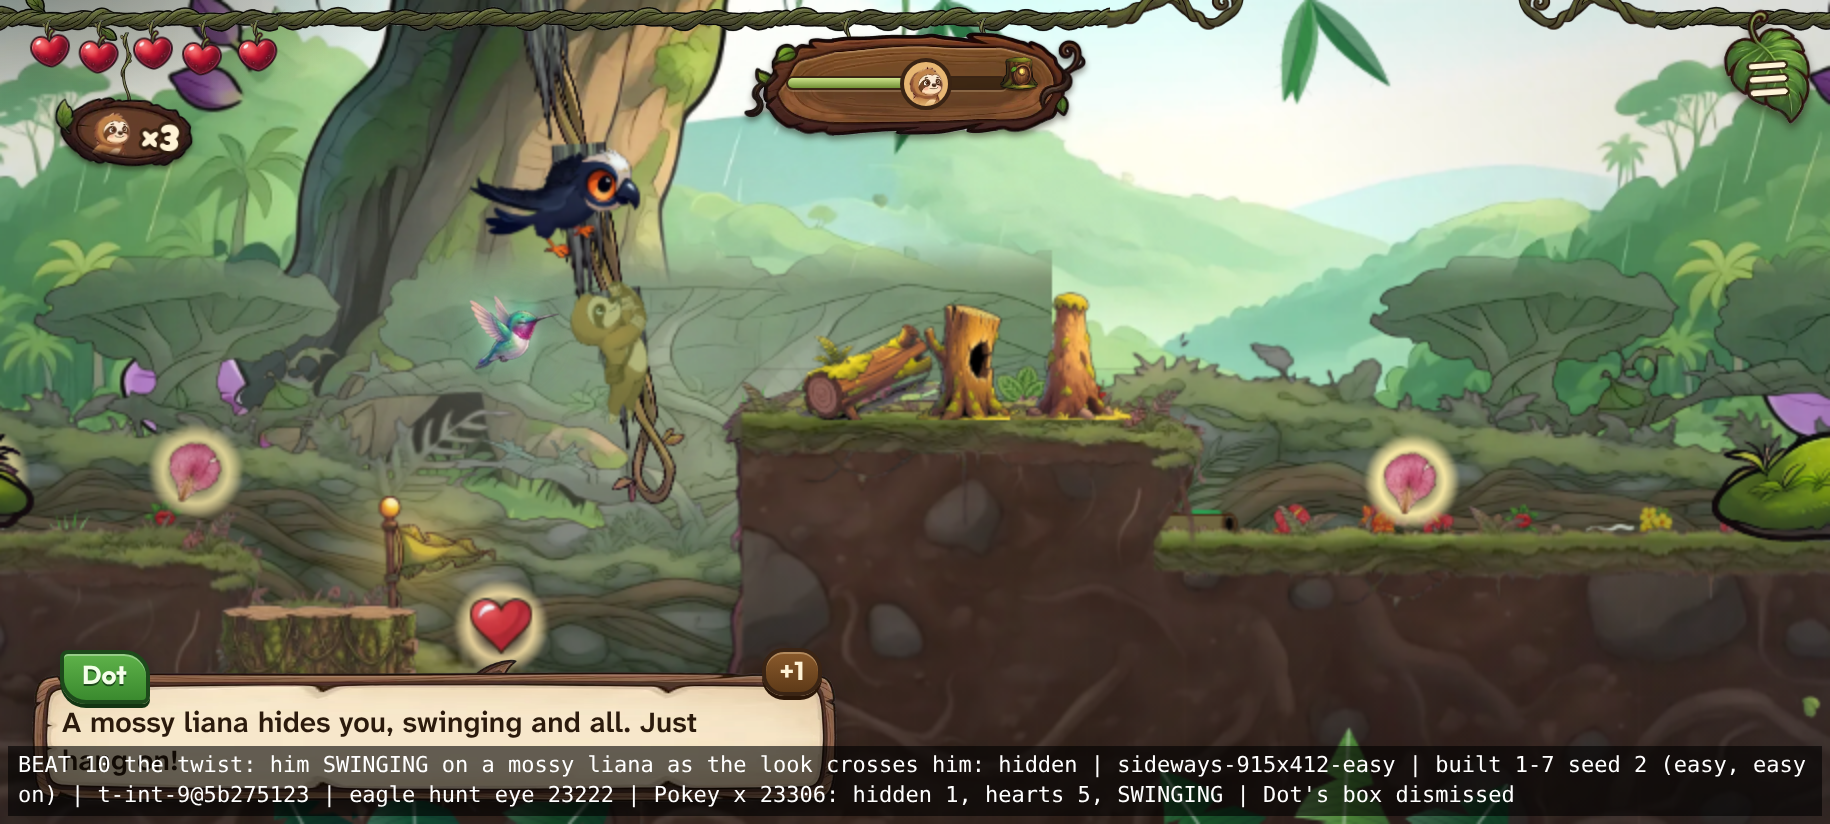 ×3
Dot
+1
A mossy liana hides you, swinging and all. Just
hang on!
BEAT 10 the twist: him SWINGING on a mossy liana as the look crosses him: hidden | sideways-915x412-easy | built 1-7 seed 2 (easy, easy
on) | t-int-9@5b275123 | eagle hunt eye 23222 | Pokey x 23306: hidden 1, hearts 5, SWINGING | Dot's box dismissed